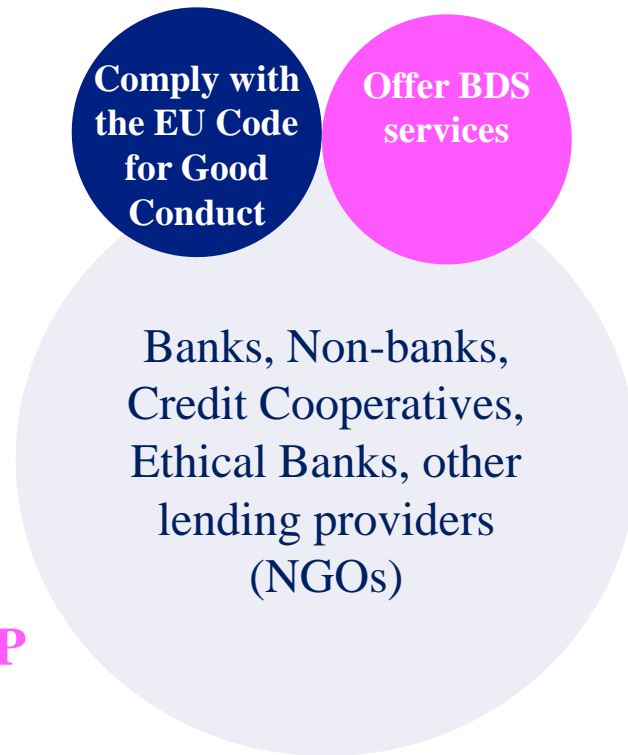 Comply with
the EU Code
for Good
Conduct
Offer BDS
services
Banks, Non-banks,
Credit Cooperatives,
Ethical Banks, other
lending providers
(NGOs)
P